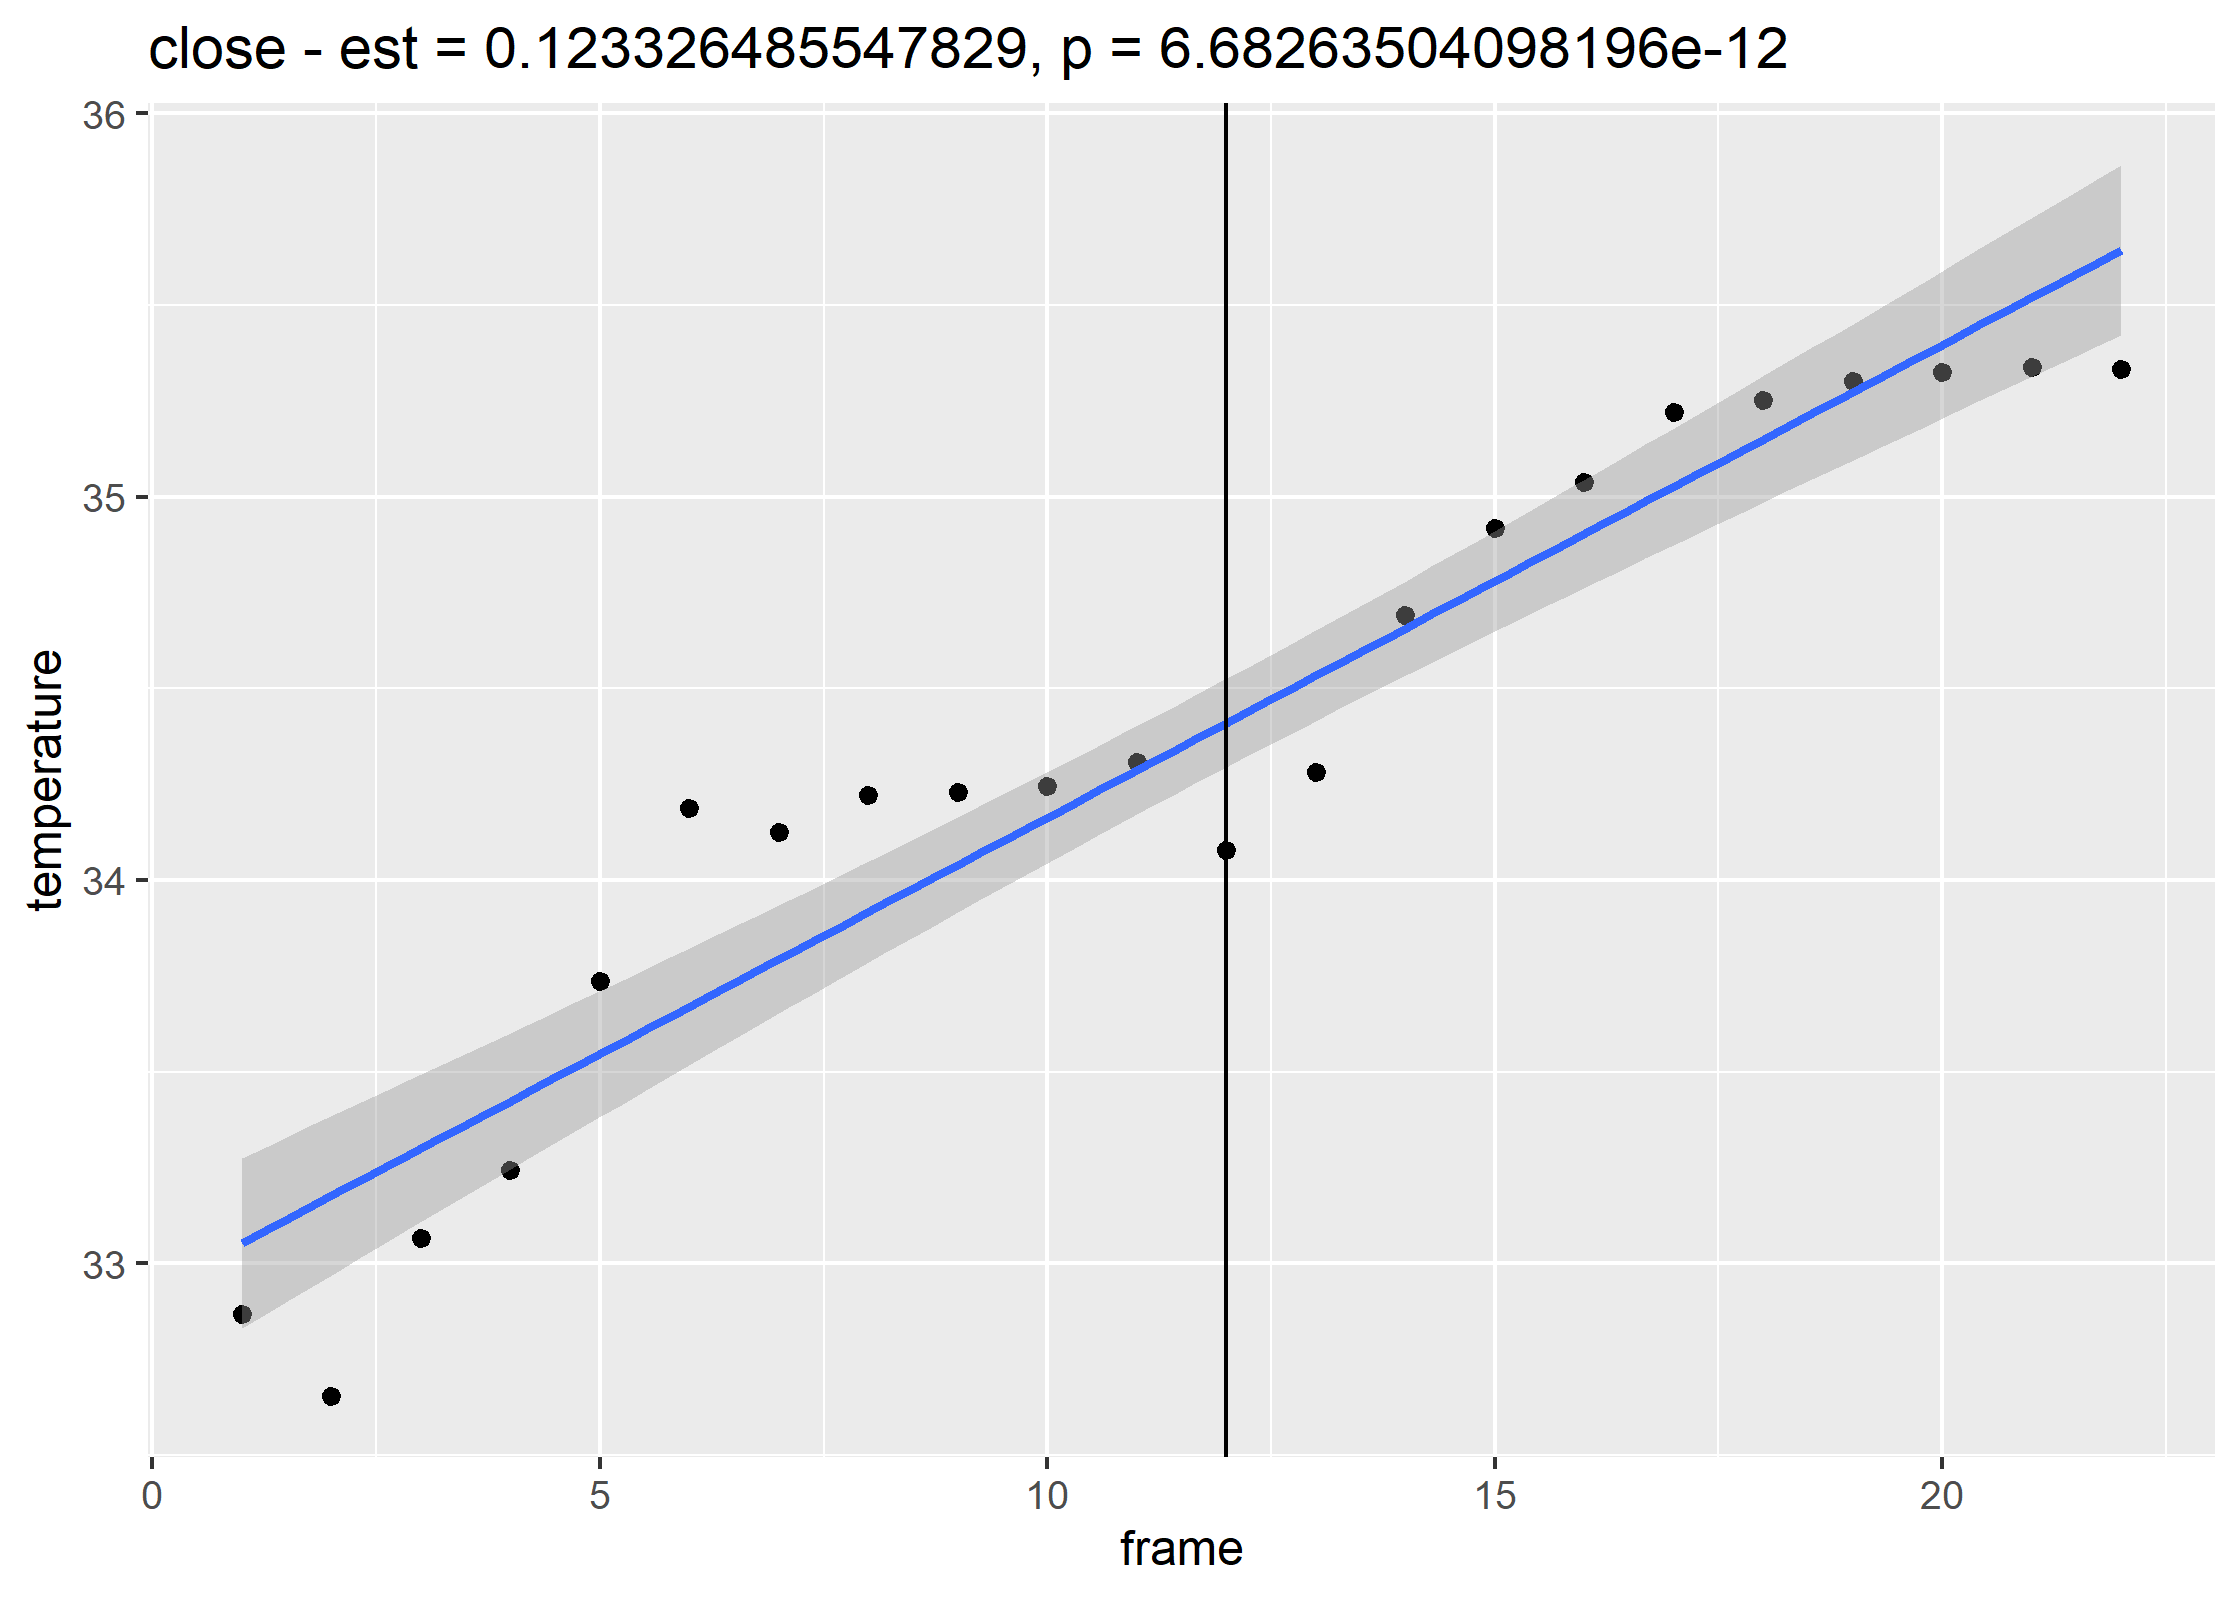 close - est = 0.123326485547829, p = 6.68263504098196e-12
36
35
34
33
temperature
0 5 10 15 20
frame